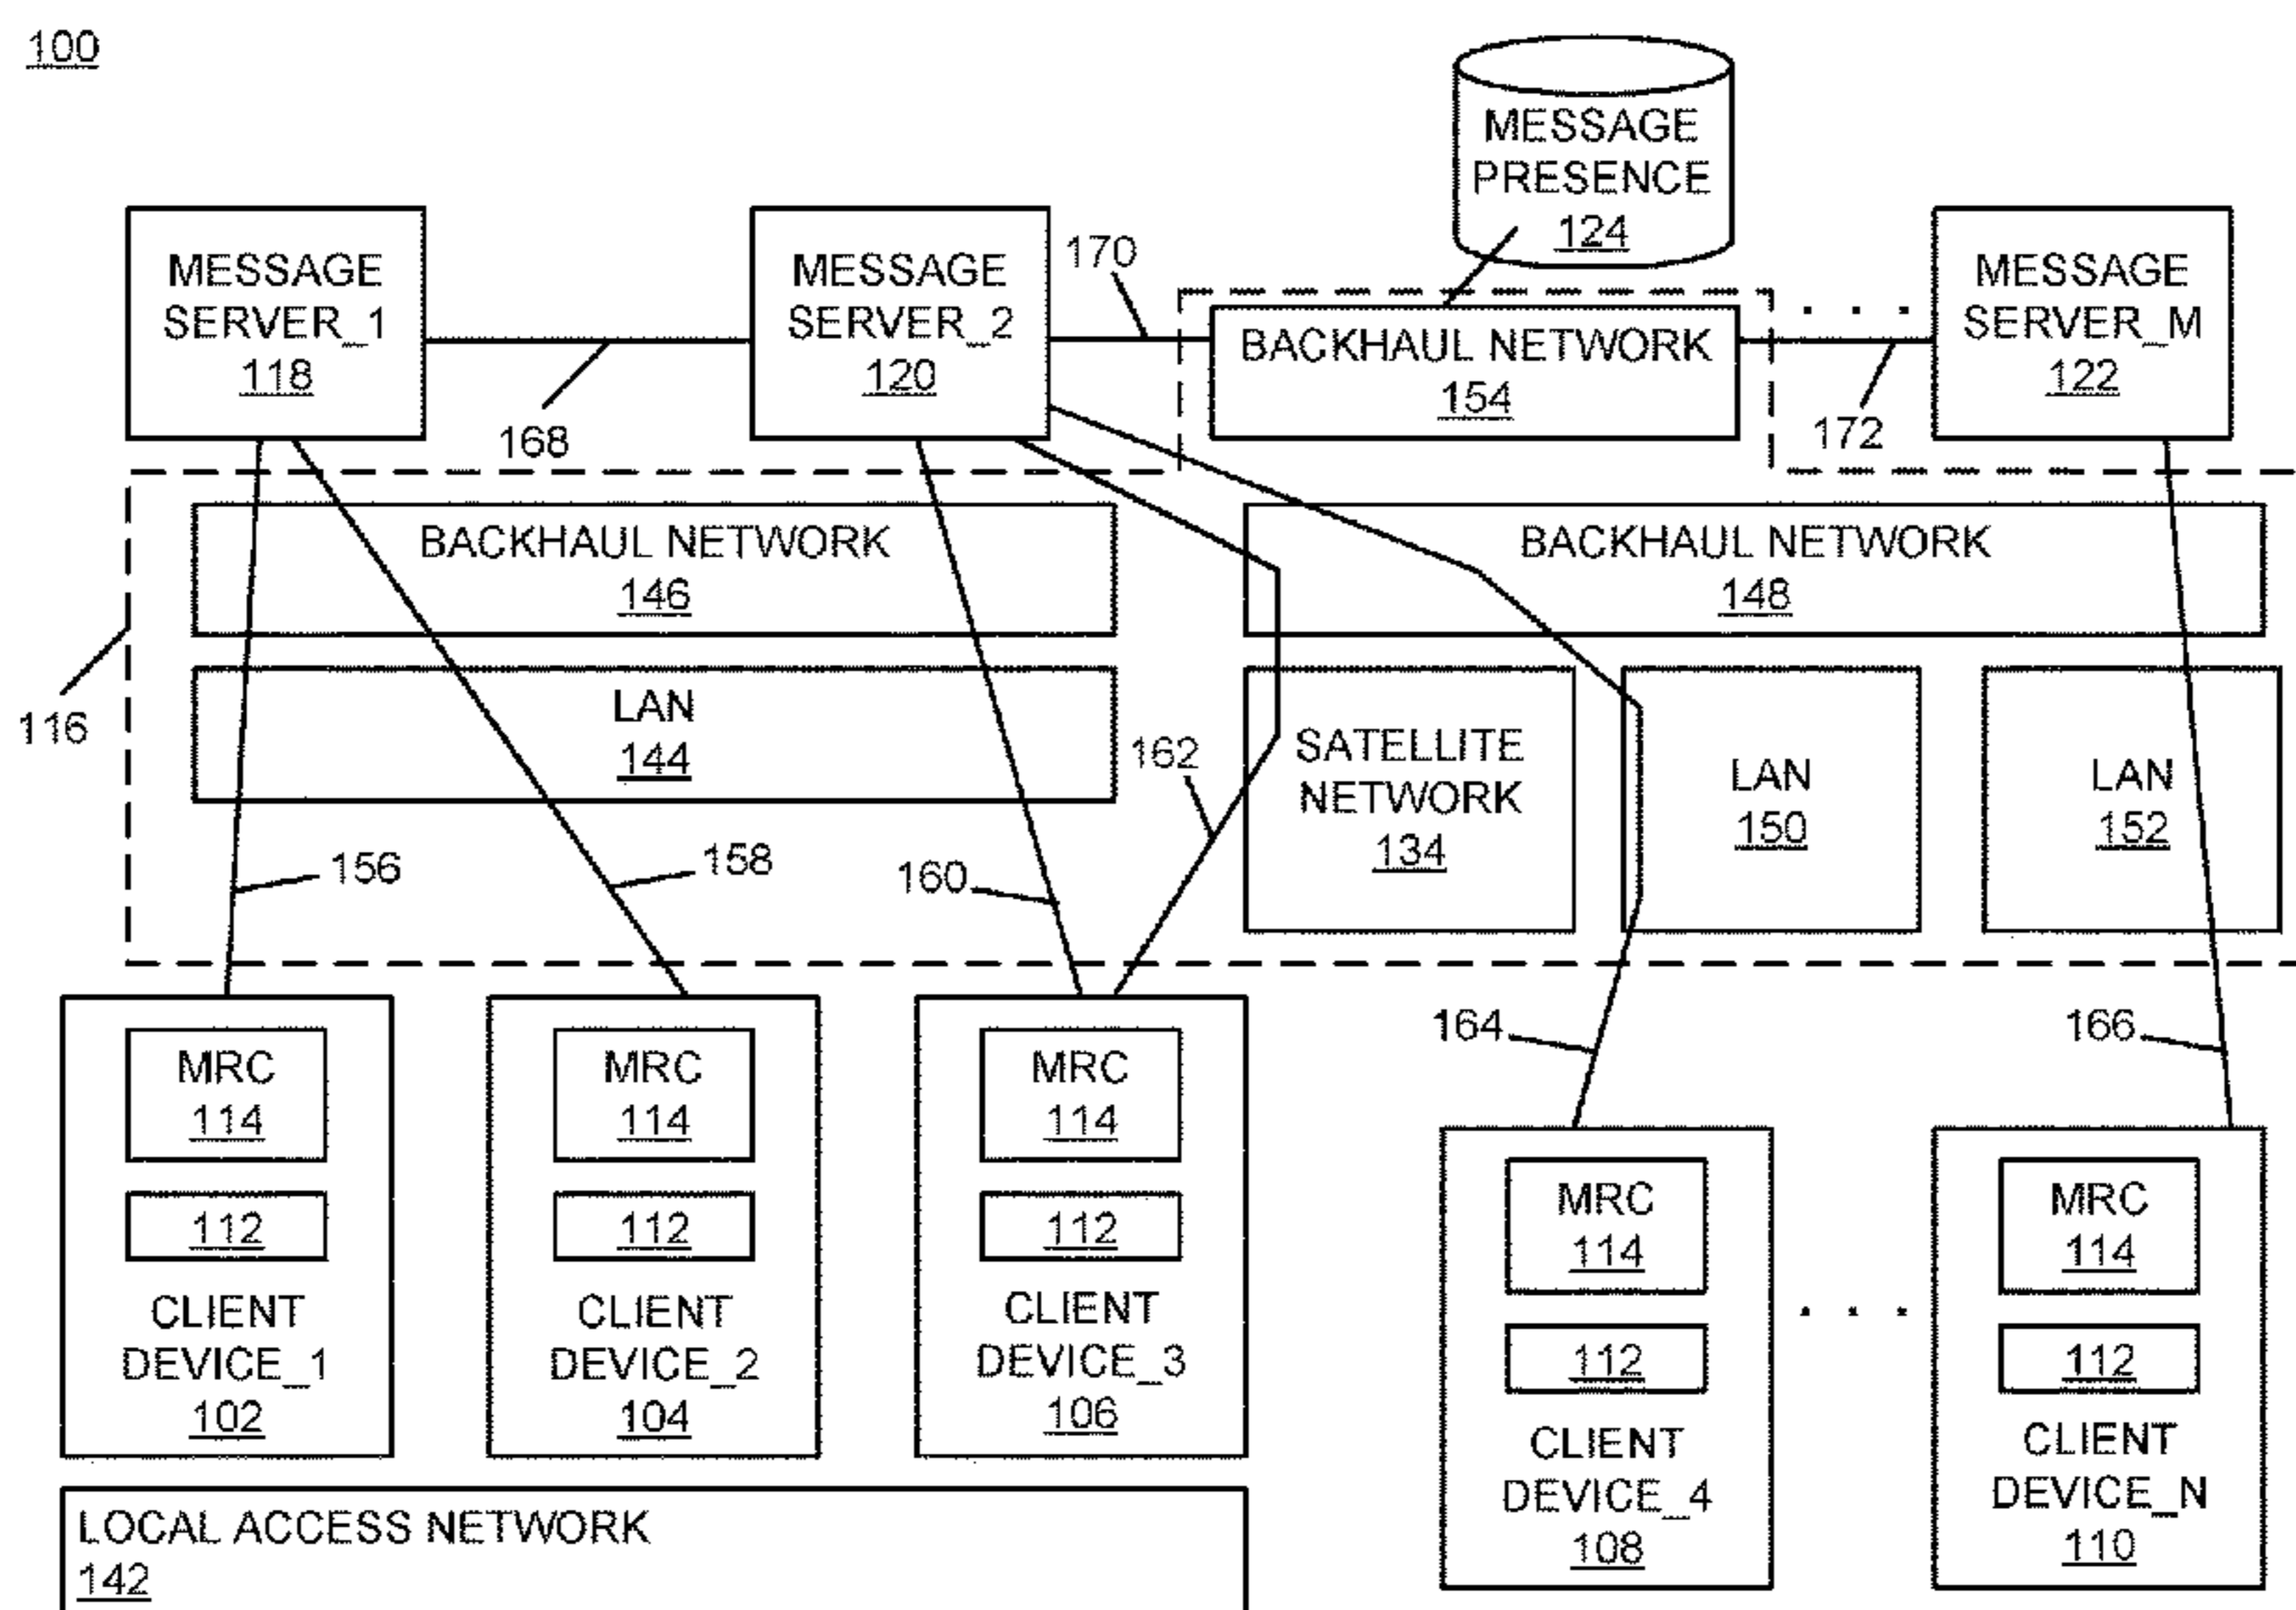 100
MESSAGE
PRESENCE
124
MESSAGE
SERVER_1
118
MESSAGE
SERVER_2
120
170
BACKHAUL NETWORK
154
. . .
MESSAGE
SERVER_M
122
168
172
BACKHAUL NETWORK
146
BACKHAUL NETWORK
148
116
LAN
144
162
SATELLITE
NETWORK
134
LAN
150
LAN
152
156
158
160
164
166
MRC
114
112
CLIENT
DEVICE_1
102
MRC
114
112
CLIENT
DEVICE_2
104
MRC
114
112
CLIENT
DEVICE_3
106
MRC
114
112
CLIENT
DEVICE_4
108
. . .
MRC
114
112
CLIENT
DEVICE_N
110
LOCAL ACCESS NETWORK
142